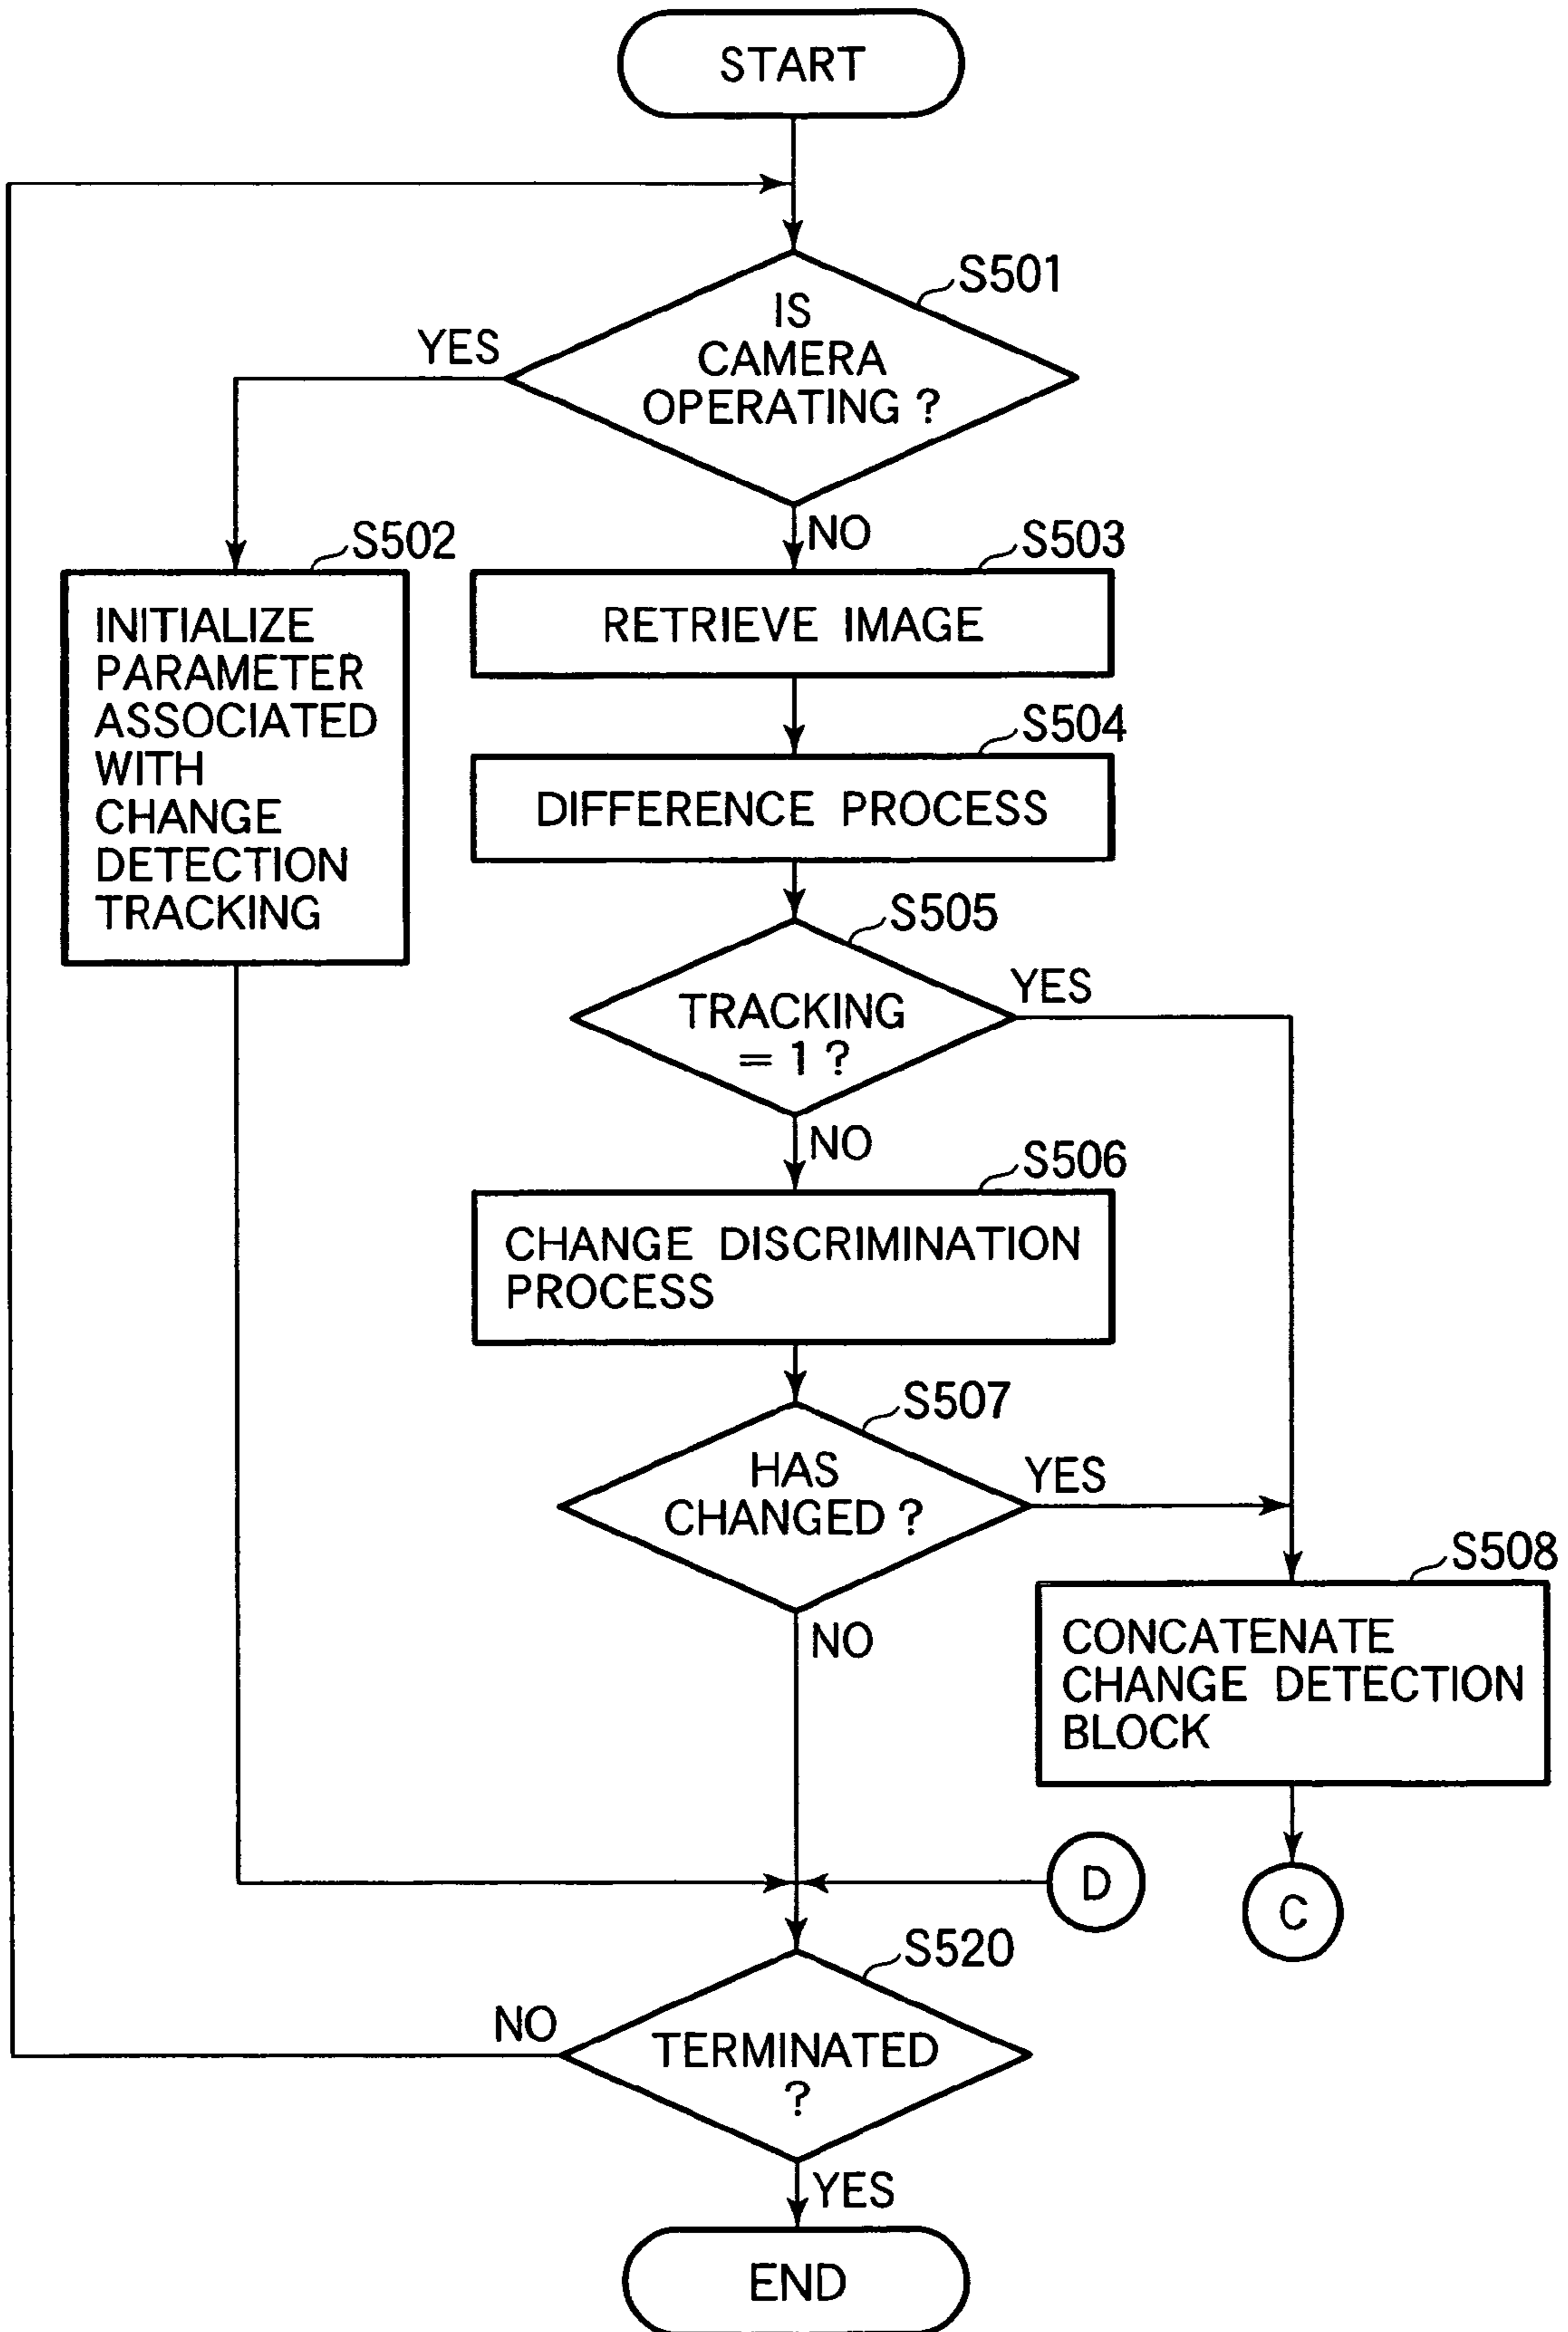 START
S501
IS
CAMERA
OPERATING ?
YES
NO
S502
INITIALIZE
PARAMETER
ASSOCIATED
WITH
CHANGE
DETECTION
TRACKING
S503
RETRIEVE IMAGE
S504
DIFFERENCE PROCESS
S505
TRACKING
= 1 ?
YES
NO
S506
CHANGE DISCRIMINATION
PROCESS
S507
HAS
CHANGED ?
YES
NO
S508
CONCATENATE
CHANGE DETECTION
BLOCK
D
C
S520
TERMINATED
?
NO
YES
END